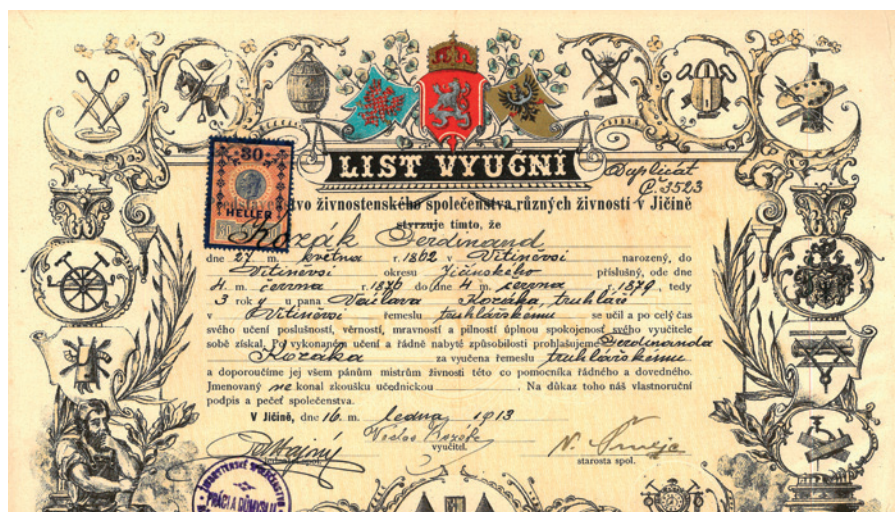 30
HELLER
LIST VYUČNÍ
Duplicat
Č. 3523
živnostenského společenstva různých živností v Jičíně
stvrzuje tímto, že
Kozák Ferdinand
dne 27. m. května r. 1862 v Vitiněvsi narozený, do
Vitiněvsi okresu Jičínského příslušný, ode dne
4. m. června r. 1876 do dne 4 m. června r. 1879, tedy
3 roky u pana Václava Kozáka, truhláře
v Vitiněvsi řemeslu truhlářskému se učil a po celý čas
svého učení poslušností, věrností, mravností a pilností úplnou spokojenost svého vyučitele
sobě získal. Po vykonaném učení a řádně nabyté způsobilosti prohlašujeme Ferdinanda
Kozáka za vyučena řemeslu truhlářskému
a doporoučíme jej všem pánům mistrům živnosti této co pomocníka řádného a dovedného.
Jmenovaný ne konal zkoušku učednickou . Na důkaz toho náš vlastnoruční
podpis a pečeť společenstva.
V Jičíně, dne 16. m. ledna 1913
vyučitel.
starosta spol.
PRÁCI A DŮMYSLU